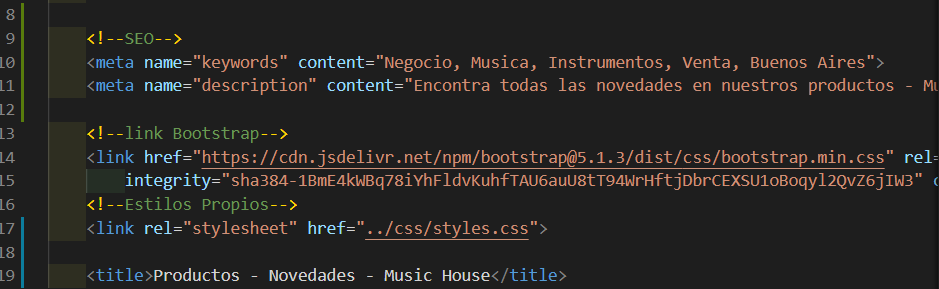 8
9 <!--SEO-->
10 <meta name="keywords" content="Negocio, Musica, Instrumentos, Venta, Buenos Aires">
11 <meta name="description" content="Encontra todas las novedades en nuestros productos - Mu
12
13 <!--link Bootstrap-->
14 <link href="https://cdn.jsdelivr.net/npm/bootstrap@5.1.3/dist/css/bootstrap.min.css" rel=
15 integrity="sha384-1BmE4kWBq78iYhFldvKuhfTAU6auU8tT94WrHftjDbrCEXSU1oBoqyl2QvZ6jIW3"
16 <!--Estilos Propios-->
17 <link rel="stylesheet" href="../css/styles.css">
18
19 <title>Productos - Novedades - Music House</title>